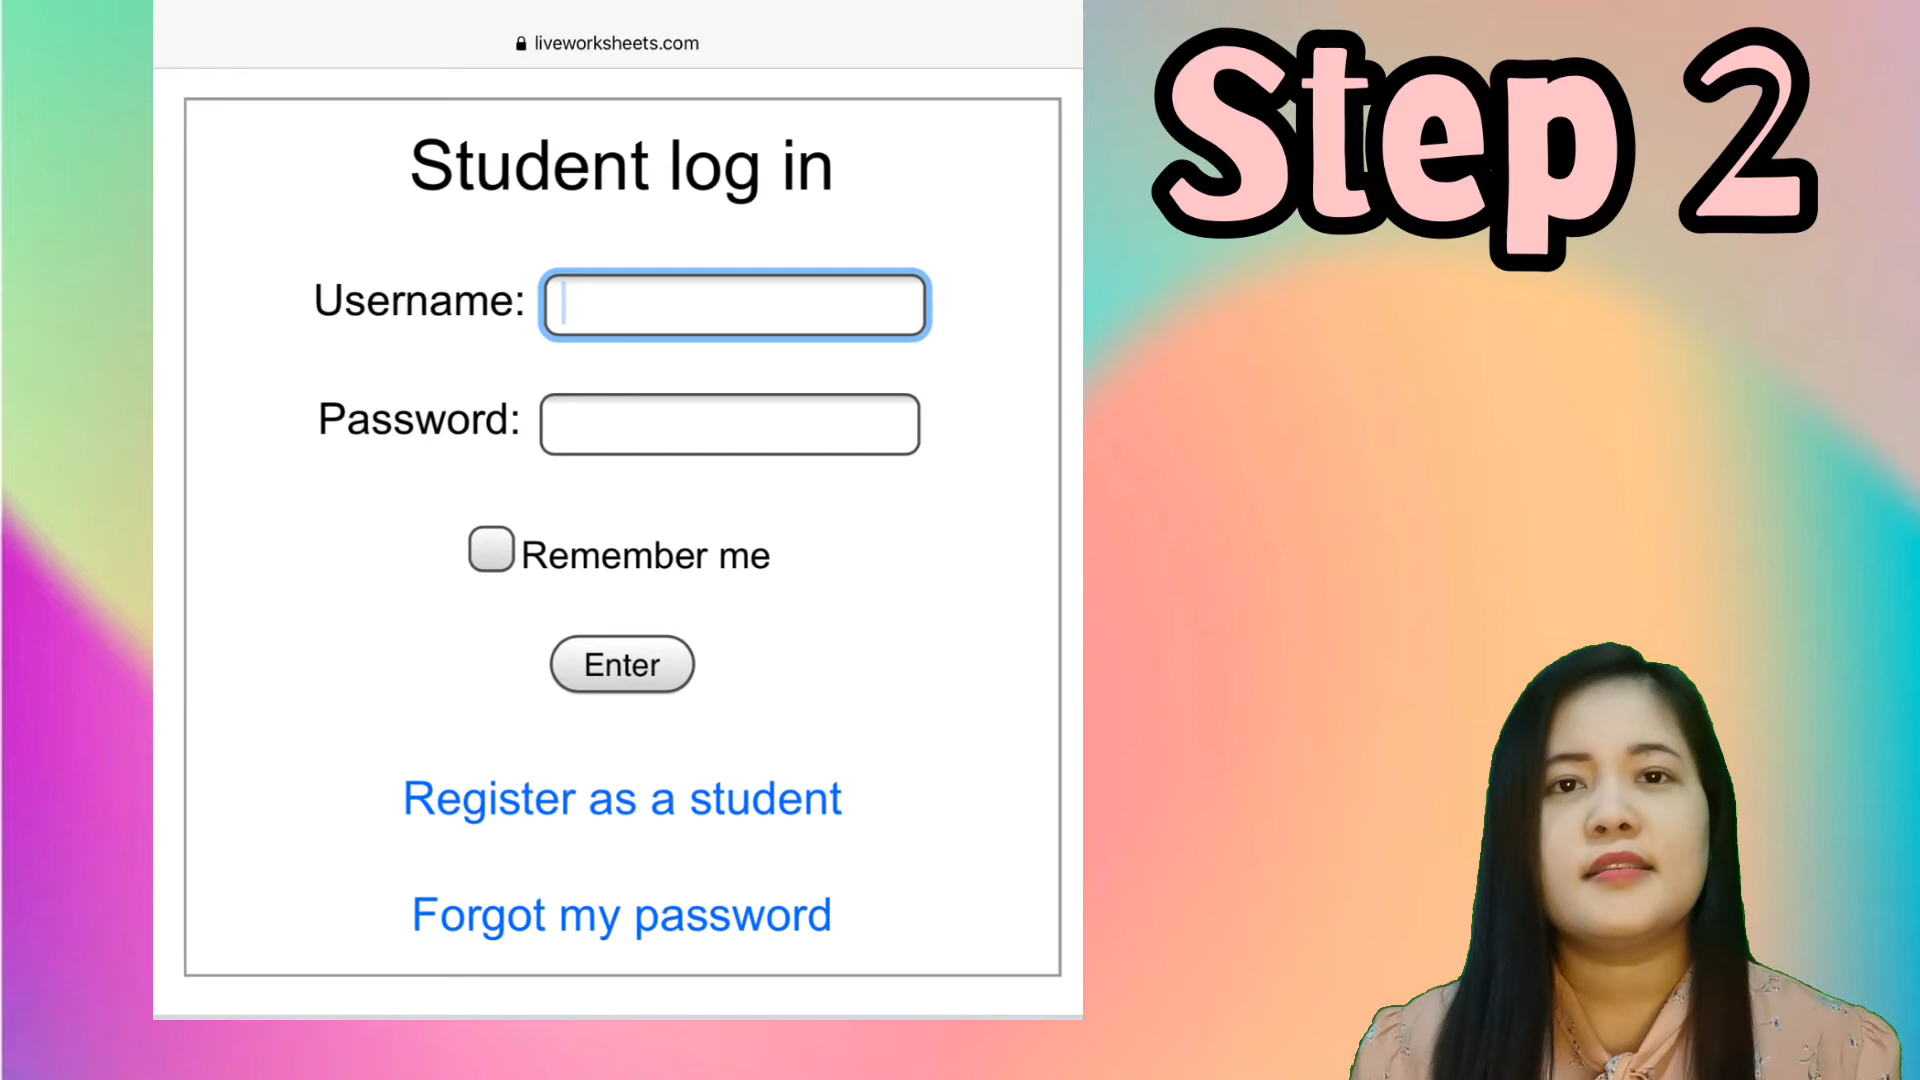 liveworksheets.com
Student log in
Username:
Password:
Remember me
Enter
Register as a student
Forgot my password
Step 2